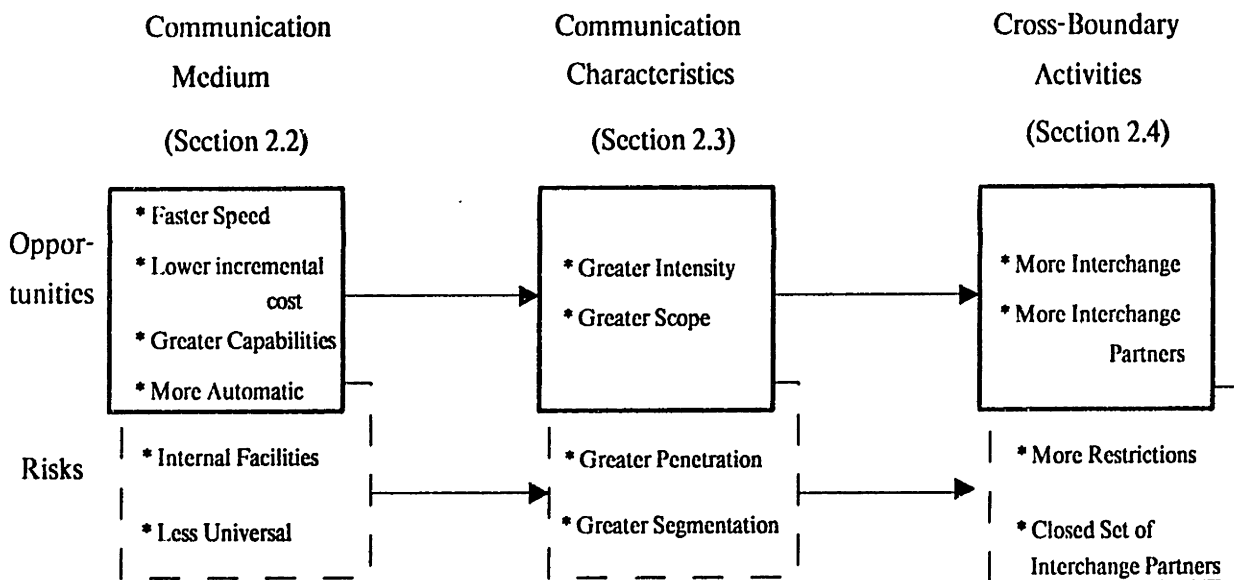 Communication
Medium
(Section 2.2)
Communication
Characteristics
(Section 2.3)
Cross-Boundary
Activities
(Section 2.4)
Oppor-
tunities
* Faster Speed
* Lower incremental
cost
* Greater Capabilities
* More Automatic
* Greater Intensity
* Greater Scope
* More Interchange
* More Interchange
Partners
Risks
* Internal Facilities
* Less Universal
* Greater Penetration
* Greater Segmentation
* More Restrictions
* Closed Set of
Interchange Partners